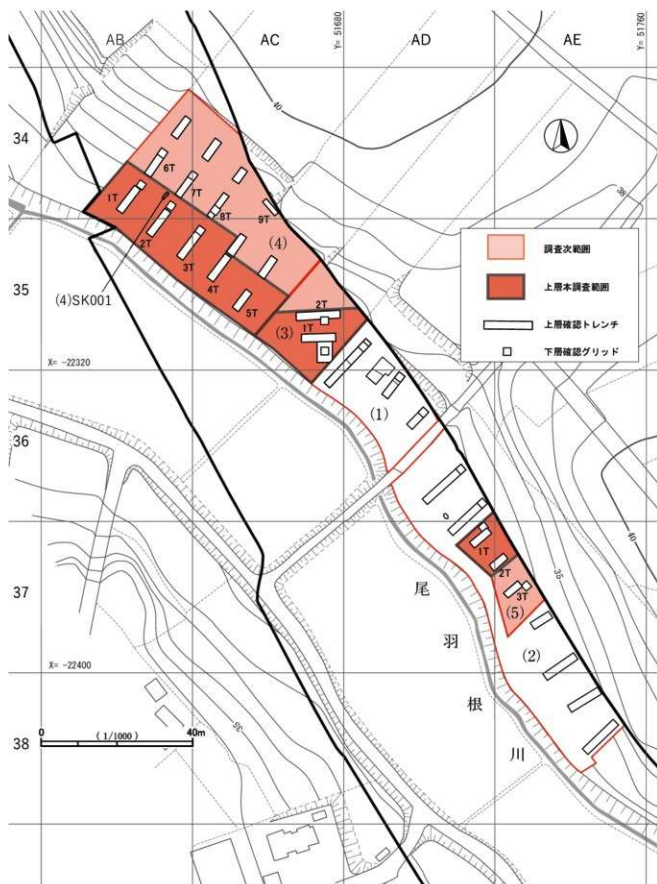 AB
AC
Y= 51680
AD
AE
Y= 51760
40
34
38
6T
7T
8T
9T
1T
2T
3T
4T
5T
(4)
(4)SK001
35
2T
1T
(3)
調査次範囲
上層本調査範囲
上層確認トレンチ
下層確認グリッド
X= -22320
(1)
36
40
35
1T
2T
3T
(5)
37
尾
羽
根
川
(2)
X= -22400
38
0
(1/1000)
40m